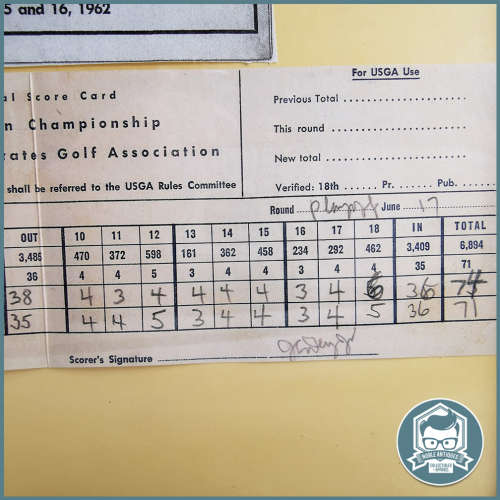 5 and 16, 1962
al Score Card
n Championship
tates Golf Association
shall be referred to the USGA Rules Committee
For USGA Use
Previous Total
This round
New total
Verified: 18th ...... Pr. ...... Pub. .....
Round Playoff June 17
OUT 10 11 12 13 14 15 16 17 18 IN TOTAL
3,485 470 372 598 161 362 458 234 292 462 3,409 6,894
36 4 4 5 3 4 4 3 4 4 35 71
38 4 3 4 4 4 4 3 4 6 36 74
35 4 4 5 3 4 4 3 4 5 36 71
Scorer's Signature
NOBLE ANTIQUES